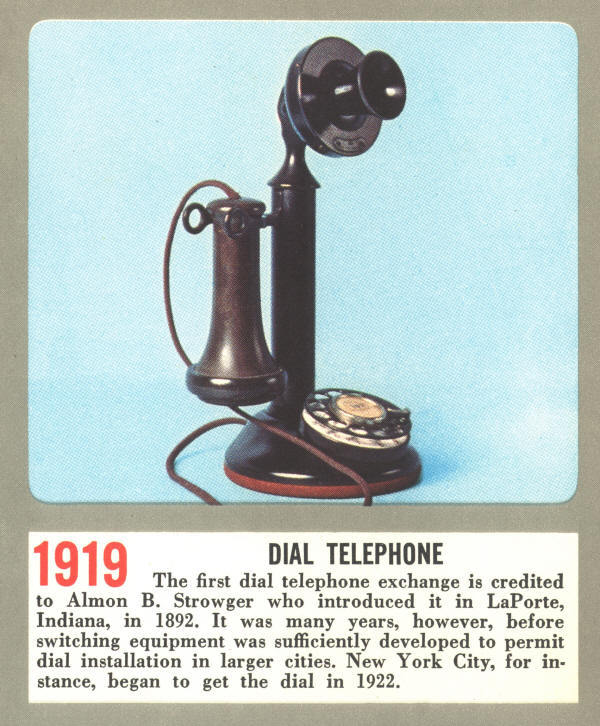 1919
DIAL TELEPHONE
The first dial telephone exchange is credited
to Almon B. Strowger who introduced it in LaPorte,
Indiana, in 1892. It was many years, however, before
switching equipment was sufficiently developed to permit
dial installation in larger cities. New York City, for in-
stance, began to get the dial in 1922.